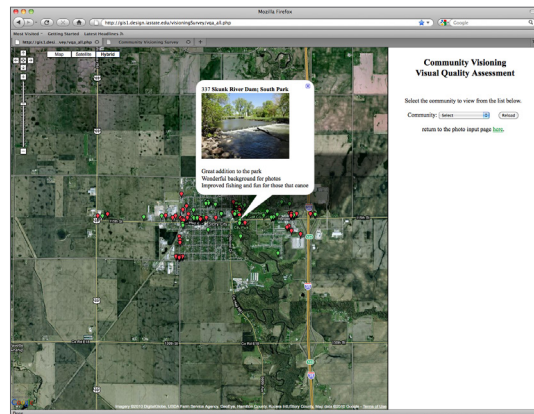 Mozilla Firefox
http://gis1.design.iastate.edu/visioningSurvey/vqa_all.php
Google
Most Visited
Getting Started
Latest Headlines
Community Visioning Survey
Map
Satellite
Hybrid
337 Skunk River Dam; South Park
Great addition to the park
Wonderful background for photos
Improved fishing and fun for those that canoe
Community Visioning
Visual Quality Assessment
Select the community to view from the list below.
Community: Select Reload
return to the photo input page here.